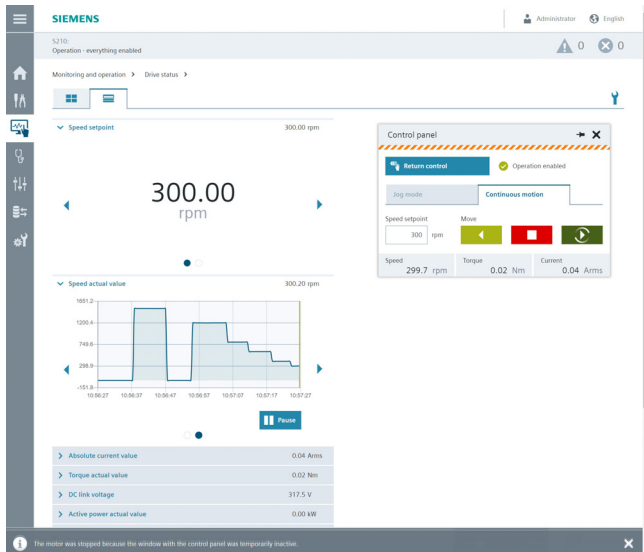 SIEMENS
Administrator
English
S210:
Operation - everything enabled
0
0
Monitoring and operation > Drive status >
Speed setpoint 300.00 rpm
300.00
rpm
Speed actual value 300.20 rpm
1651.2
1200.4
749.6
298.9
-151.9
10:56:27 10:56:37 10:56:47 10:56:57 10:57:07 10:57:17 10:57:27
Pause
Absolute current value 0.04 Arms
Torque actual value 0.02 Nm
DC link voltage 317.5 V
Active power actual value 0.00 kW
Control panel
Return control
Operation enabled
Jog mode
Continuous motion
Speed setpoint Move
300 rpm
Speed Torque Current
299.7 rpm 0.02 Nm 0.04 Arms
The motor was stopped because the window with the control panel was temporarily inactive.